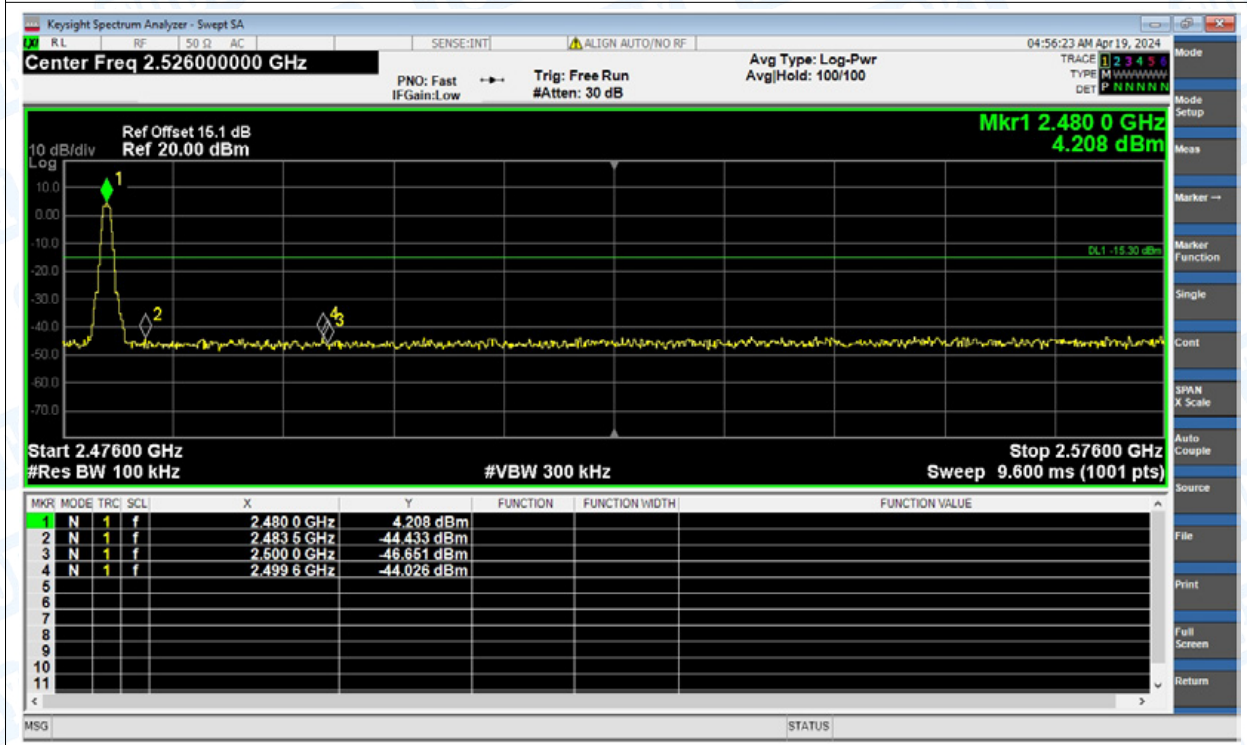 Keysight Spectrum Analyzer - Swept SA
RL RF 50 Ω AC SENSE:INT ALIGN AUTO/NO RF 04:56:23 AM Apr 19, 2024
Center Freq 2.526000000 GHz
PNO: Fast
IFGain:Low
Trig: Free Run
#Atten: 30 dB
Avg Type: Log-Pwr
Avg|Hold: 100/100
TRACE 1 2 3 4 5 6
TYPE M WWWWW
DET P N N N N N
Mkr1 2.480 0 GHz
4.208 dBm
Ref Offset 15.1 dB
10 dB/div Ref 20.00 dBm
Log
10.0
0.00
-10.0
-20.0
-30.0
-40.0
-50.0
-60.0
-70.0
1
2
4
3
DL1 -15.30 dBm
Start 2.47600 GHz Stop 2.57600 GHz
#Res BW 100 kHz #VBW 300 kHz Sweep 9.600 ms (1001 pts)
MKR MODE TRC SCL X Y FUNCTION FUNCTION WIDTH FUNCTION VALUE
1 N 1 f 2.480 0 GHz 4.208 dBm
2 N 1 f 2.483 5 GHz -44.433 dBm
3 N 1 f 2.500 0 GHz -46.651 dBm
4 N 1 f 2.499 6 GHz -44.026 dBm
5
6
7
8
9
10
11
MSG STATUS
Mode
Mode
Setup
Meas
Marker →
Marker
Function
Single
Cont
SPAN
X Scale
Auto
Couple
Source
File
Print
Full
Screen
Return